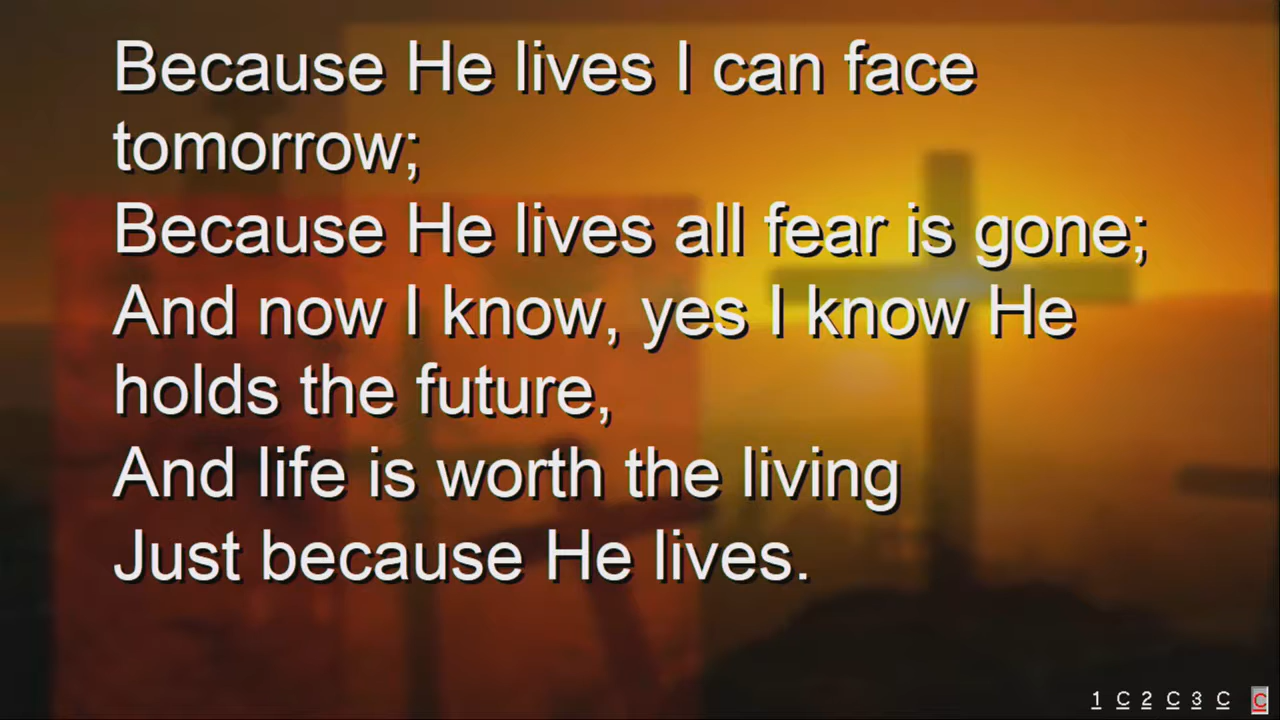 Because He lives I can face
tomorrow;
Because He lives all fear is gone;
And now I know, yes I know He
holds the future,
And life is worth the living
Just because He lives.
1 C 2 C 3 C C